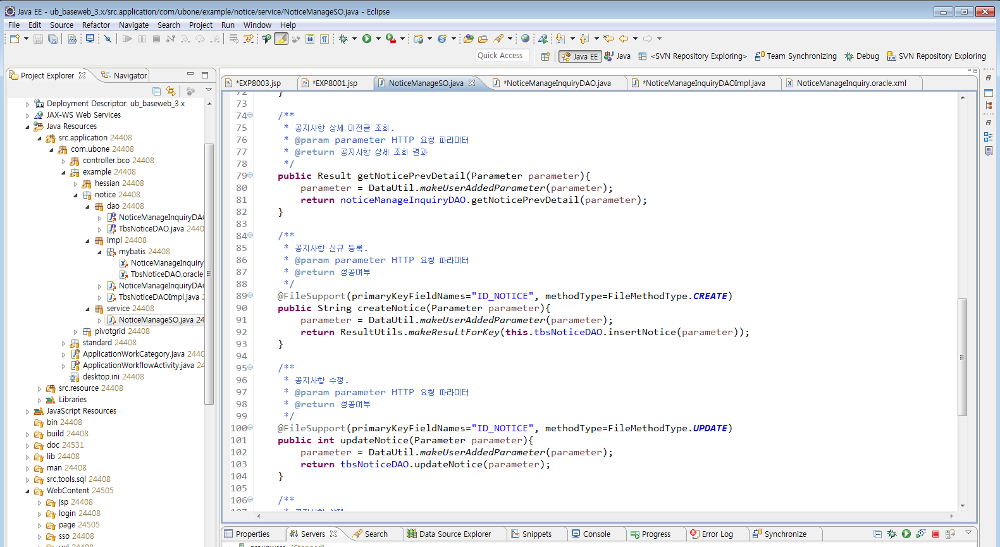 Java EE - ub_baseweb_3.x/src.application/com/ubone/example/notice/service/NoticeManageSO.java - Eclipse
File Edit Source Refactor Navigate Search Project Run Window Help
Quick Access
Java EE Java <SVN Repository Exploring> Team Synchronizing Debug SVN Repository Exploring
Project Explorer Navigator
Deployment Descriptor: ub_baseweb_3.x
JAX-WS Web Services
Java Resources
src.application 24408
com.ubone 24408
controller.bco 24408
example 24408
hessian 24408
notice 24408
dao 24408
NoticeManageInquiryDA
TbsNoticeDAO.java 2440
impl 24408
mybatis 24408
NoticeManageInquiry
TbsNoticeDAO.oracle
NoticeManageInquiryDA
TbsNoticeDAOImpl.java 2
service 24408
NoticeManageSO.java 24
pivotgrid 24408
standard 24408
ApplicationWorkCategory.java 2440
ApplicationWorkflowActivity.java 24
desktop.ini 24408
src.resource 24408
Libraries
JavaScript Resources
bin 24408
build 24408
doc 24531
lib 24408
man 24408
src.tools.sql 24408
WebContent 24505
jsp 24408
login 24408
page 24505
sso 24408
*EXP8003.jsp *EXP8001.jsp NoticeManageSO.java *NoticeManageInquiryDAO.java *NoticeManageInquiryDAOImpl.java NoticeManageInquiry.oracle.xml
72 }
73
74 /**
75 * 공지사항 상세 이전글 조회.
76 * @param parameter HTTP 요청 파라미터
77 * @return 공지사항 상세 조회 결과
78 */
79 public Result getNoticePrevDetail(Parameter parameter){
80 parameter = DataUtil.makeUserAddedParameter(parameter);
81 return noticeManageInquiryDAO.getNoticePrevDetail(parameter);
82 }
83
84 /**
85 * 공지사항 신규 등록.
86 * @param parameter HTTP 요청 파라미터
87 * @return 성공여부
88 */
89 @FileSupport(primaryKeyFieldNames="ID_NOTICE", methodType=FileMethodType.CREATE)
90 public String createNotice(Parameter parameter){
91 parameter = DataUtil.makeUserAddedParameter(parameter);
92 return ResultUtils.makeResultForKey(this.tbsNoticeDAO.insertNotice(parameter));
93 }
94
95 /**
96 * 공지사항 수정.
97 * @param parameter HTTP 요청 파라미터
98 * @return 성공여부
99 */
100 @FileSupport(primaryKeyFieldNames="ID_NOTICE", methodType=FileMethodType.UPDATE)
101 public int updateNotice(Parameter parameter){
102 parameter = DataUtil.makeUserAddedParameter(parameter);
103 return tbsNoticeDAO.updateNotice(parameter);
104 }
105
106 /**
Properties Servers Search Data Source Explorer Snippets Console Progress Error Log Synchronize